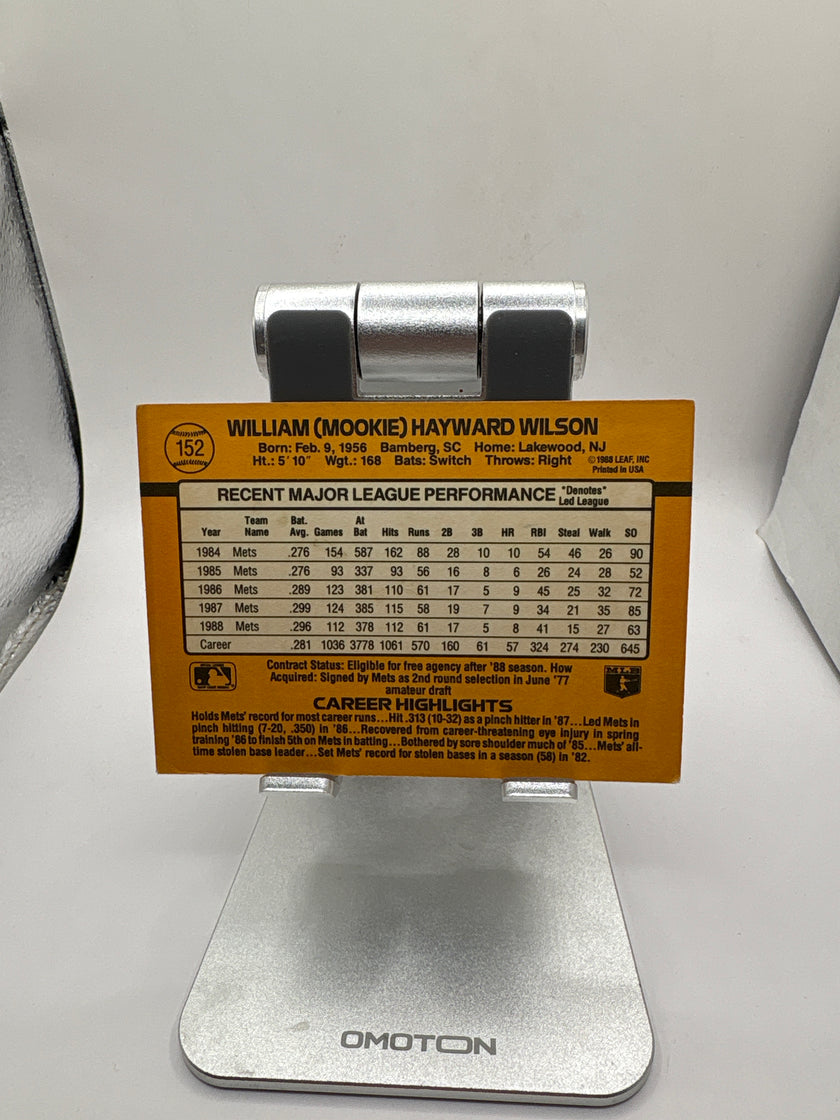 152
WILLIAM (MOOKIE) HAYWARD WILSON
Born: Feb. 9, 1956 Bamberg, SC Home: Lakewood, NJ
Ht.: 5' 10" Wgt.: 168 Bats: Switch Throws: Right
©1988 LEAF, INC
Printed in USA
RECENT MAJOR LEAGUE PERFORMANCE *Denotes* Led League
Year Team Name Bat. Avg. Games At Bat Hits Runs 2B 3B HR RBI Steal Walk SO
1984 Mets .276 154 587 162 88 28 10 10 54 46 26 90
1985 Mets .276 93 337 93 56 16 8 6 26 24 28 52
1986 Mets .289 123 381 110 61 17 5 9 45 25 32 72
1987 Mets .299 124 385 115 58 19 7 9 34 21 35 85
1988 Mets .296 112 378 112 61 17 5 8 41 15 27 63
Career .281 1036 3778 1061 570 160 61 57 324 274 230 645
Contract Status: Eligible for free agency after '88 season. How
Acquired: Signed by Mets as 2nd round selection in June '77
amateur draft
MLB
CAREER HIGHLIGHTS
Holds Mets' record for most career runs...Hit .313 (10-32) as a pinch hitter in '87...Led Mets in
pinch hitting (7-20, .350) in '86...Recovered from career-threatening eye injury in spring
training '86 to finish 5th on Mets in batting...Bothered by sore shoulder much of '85...Mets' all-
time stolen base leader...Set Mets' record for stolen bases in a season (58) in '82.
OMOTON